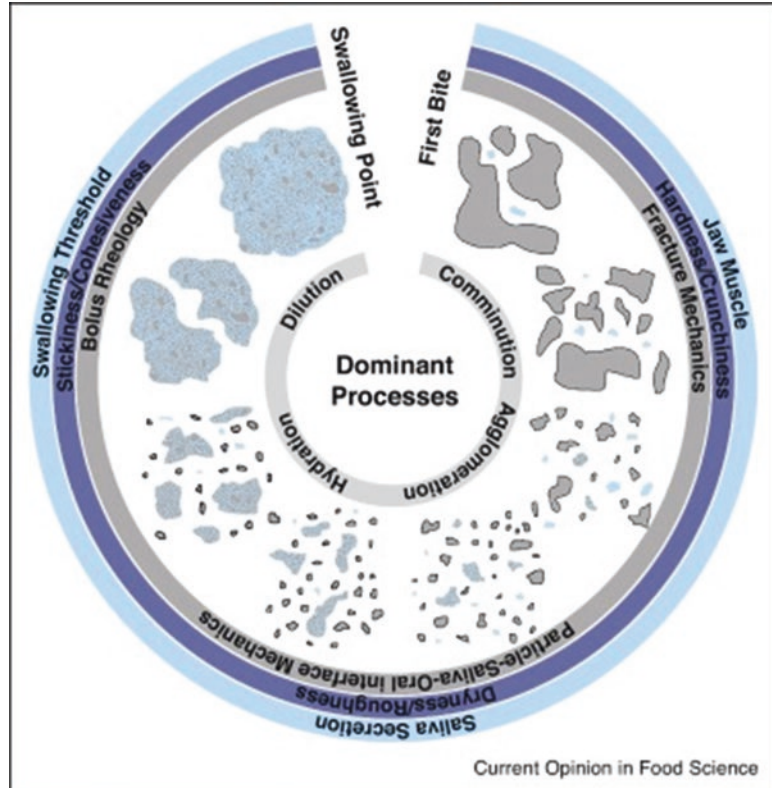 Swallowing Point
First Bite
Jaw Muscle
Hardness/Crunchiness
Fracture Mechanics
Swallowing Threshold
Stickiness/Cohesiveness
Bolus Rheology
Dilution
Comminution
Dominant
Processes
Hydration
Agglomeration
Particle-Saliva-Oral interface Mechanics
Dryness/Roughness
Saliva Secretion
Current Opinion in Food Science